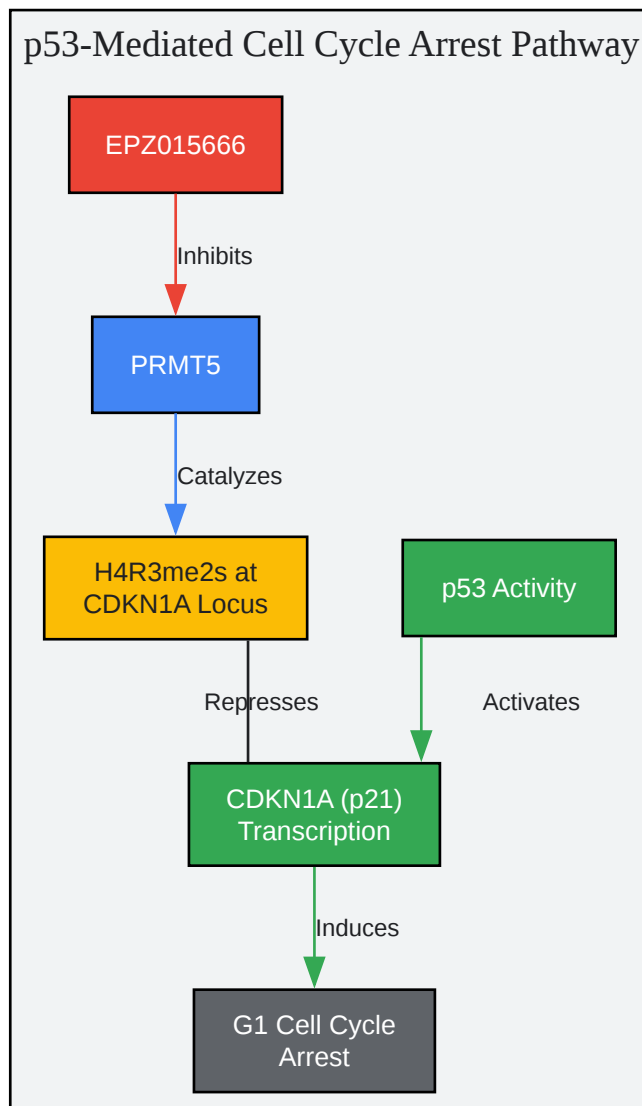 p53-Mediated Cell Cycle Arrest Pathway
EPZ015666
Inhibits
PRMT5
Catalyzes
H4R3me2s at
CDKN1A Locus
p53 Activity
Represses
Activates
CDKN1A (p21)
Transcription
Induces
G1 Cell Cycle
Arrest